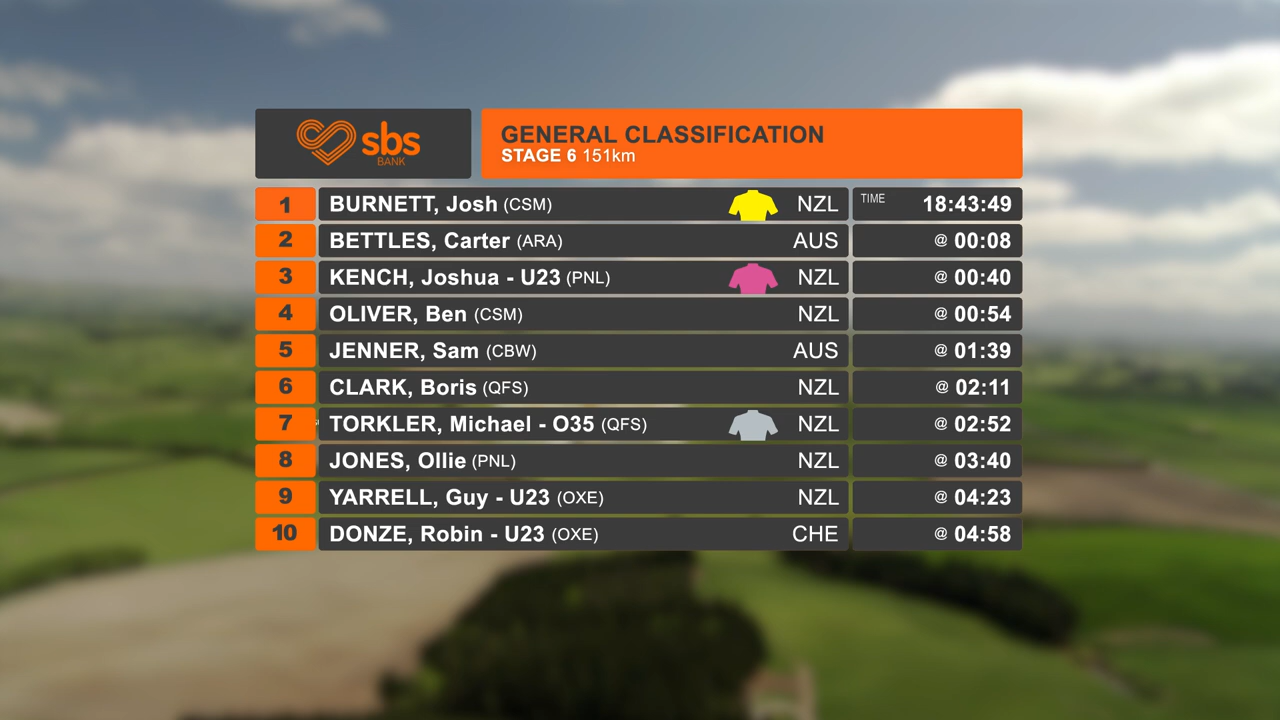 sbs
BANK
GENERAL CLASSIFICATION
STAGE 6 151km
1 BURNETT, Josh (CSM) NZL TIME 18:43:49
2 BETTLES, Carter (ARA) AUS @ 00:08
3 KENCH, Joshua - U23 (PNL) NZL @ 00:40
4 OLIVER, Ben (CSM) NZL @ 00:54
5 JENNER, Sam (CBW) AUS @ 01:39
6 CLARK, Boris (QFS) NZL @ 02:11
7 TORKLER, Michael - O35 (QFS) NZL @ 02:52
8 JONES, Ollie (PNL) NZL @ 03:40
9 YARRELL, Guy - U23 (OXE) NZL @ 04:23
10 DONZE, Robin - U23 (OXE) CHE @ 04:58